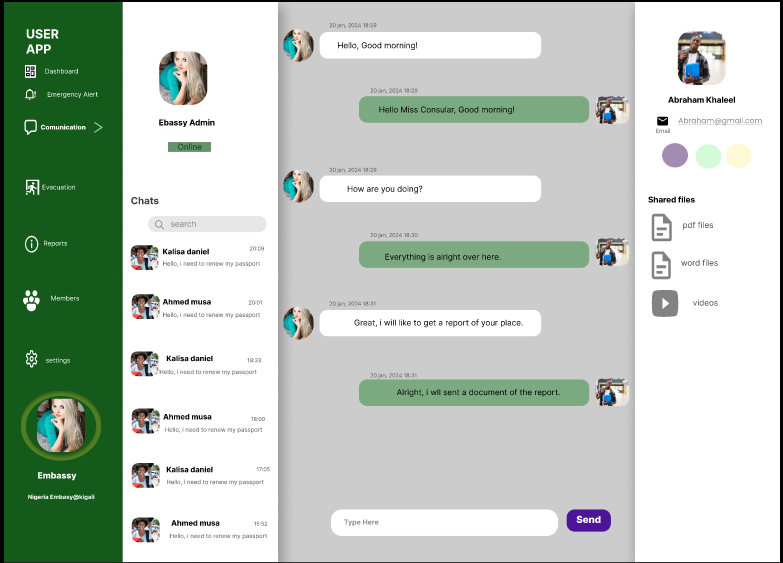 USER
APP
Dashboard
Emergency Alert
Comunication
Evacuation
Reports
Members
settings
Embassy
Nigeria Embasy@kigali
Ebassy Admin
Online
Chats
search
Kalisa daniel
20:09
Hello, i need to renew my passport
Ahmed musa
20:01
Hello, i need to renew my passport
Kalisa daniel
19:33
Hello, i need to renew my passport
Ahmed musa
18:00
Hello, i need to renew my passport
Kalisa daniel
17:05
Hello, i need to renew my passport
Ahmed musa
15:52
Hello, i need to renew my passport
20 jan, 2024 18:29
Hello, Good morning!
20 jan, 2024 18:29
Hello Miss Consular, Good morning!
20 jan, 2024 18:29
How are you doing?
20 jan, 2024 18:30
Everything is alright over here.
20 jan, 2024 18:31
Great, i will like to get a report of your place.
20 jan, 2024 18:31
Alright, i wll sent a document of the report.
Type Here
Send
Abraham Khaleel
Abraham@gmail.com
Email
Shared files
pdf files
word files
videos